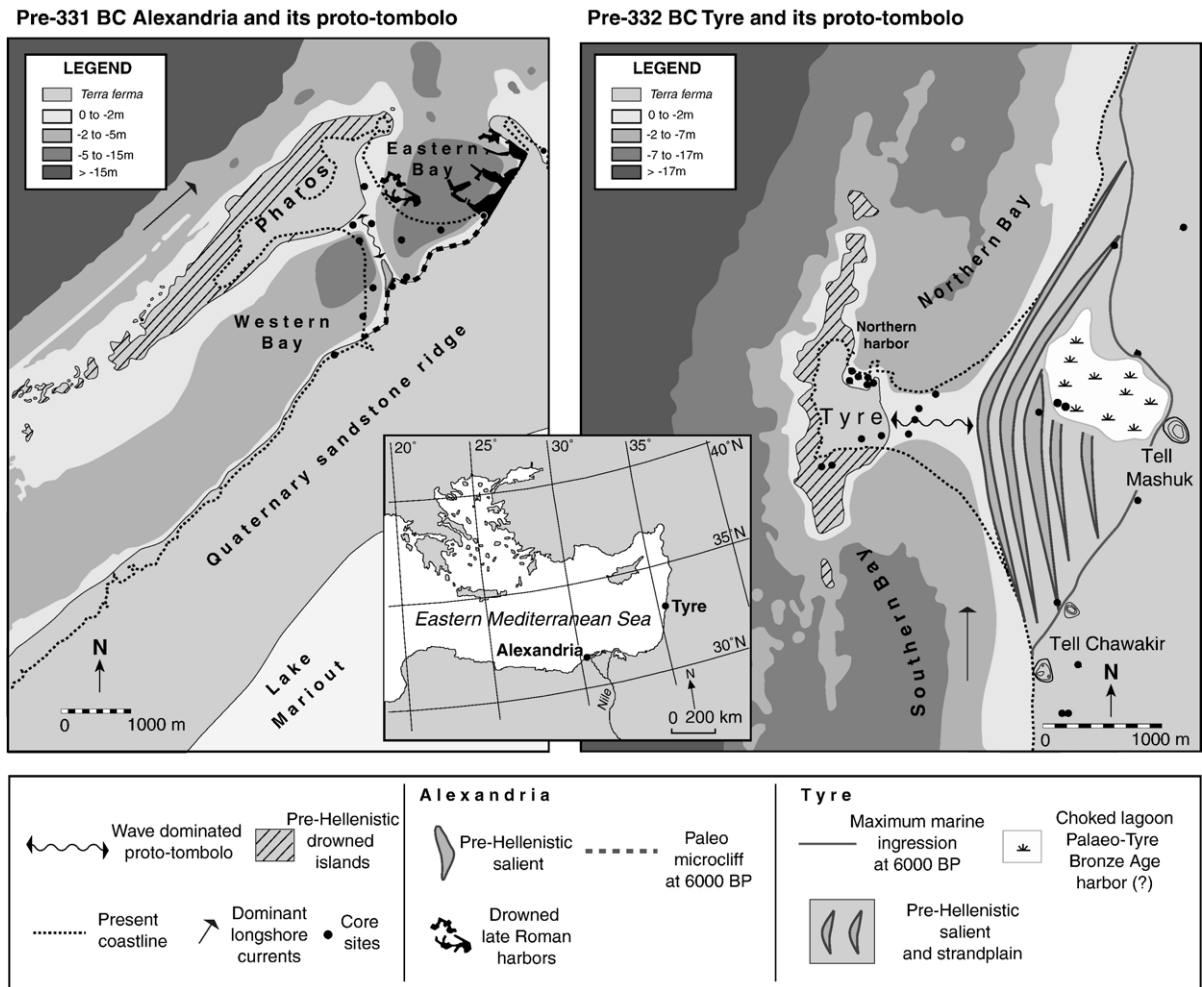 Pre-331 BC Alexandria and its proto-tombolo
LEGEND
Terra ferma
0 to -2m
-2 to -5m
-5 to -15m
> -15m
Pharos
Eastern
Bay
Western
Bay
Quaternary sandstone ridge
Lake
Mariout
N
1000 m
Pre-332 BC Tyre and its proto-tombolo
LEGEND
Terra ferma
0 to -2m
-2 to -7m
-7 to -17m
> -17m
Northern Bay
Northern
harbor
Tyre
Southern Bay
Tell
Mashuk
Tell Chawakir
N
0 1000 m
20° 25° 30° 35° 40°N
35°N
30°N
Eastern Mediterranean Sea
Tyre
Alexandria
Nile
N
0 200 km
Wave dominated
proto-tombolo
Pre-Hellenistic
drowned
islands
Present
coastline
Dominant
longshore
currents
Core
sites
Alexandria
Pre-Hellenistic
salient
Paleo
microcliff
at 6000 BP
Drowned
late Roman
harbors
Tyre
Maximum marine
ingression
at 6000 BP
Choked lagoon
Palaeo-Tyre
Bronze Age
harbor (?)
Pre-Hellenistic
salient
and strandplain